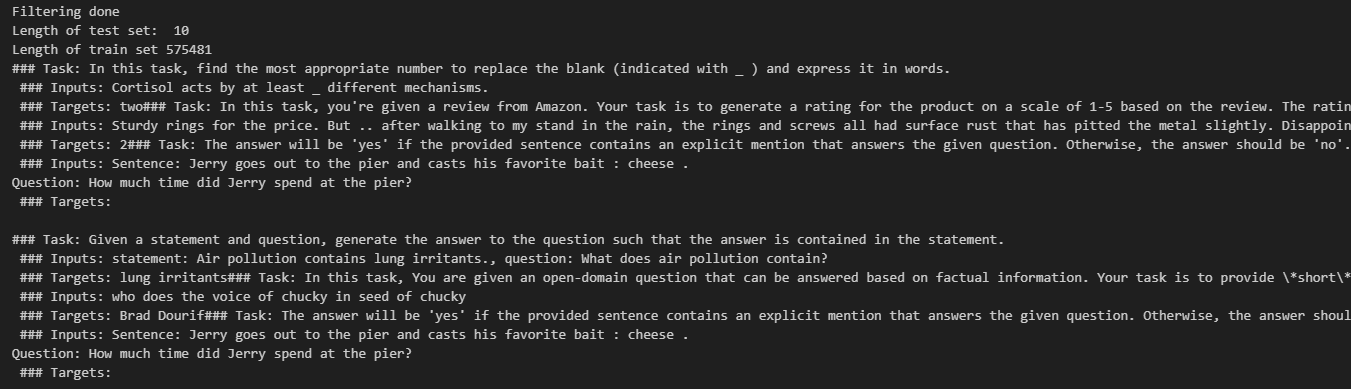 Filtering done
Length of test set:  10
Length of train set 575481
### Task: In this task, find the most appropriate number to replace the blank (indicated with _ ) and express it in words.
 ### Inputs: Cortisol acts by at least _ different mechanisms.
 ### Targets: two### Task: In this task, you're given a review from Amazon. Your task is to generate a rating for the product on a scale of 1-5 based on the review. The ratin
 ### Inputs: Sturdy rings for the price. But .. after walking to my stand in the rain, the rings and screws all had surface rust that has pitted the metal slightly. Disappoin
 ### Targets: 2### Task: The answer will be 'yes' if the provided sentence contains an explicit mention that answers the given question. Otherwise, the answer should be 'no'.
 ### Inputs: Sentence: Jerry goes out to the pier and casts his favorite bait : cheese .
Question: How much time did Jerry spend at the pier?
 ### Targets:

### Task: Given a statement and question, generate the answer to the question such that the answer is contained in the statement.
 ### Inputs: statement: Air pollution contains lung irritants., question: What does air pollution contain?
 ### Targets: lung irritants### Task: In this task, You are given an open-domain question that can be answered based on factual information. Your task is to provide \*short\*
 ### Inputs: who does the voice of chucky in seed of chucky
 ### Targets: Brad Dourif### Task: The answer will be 'yes' if the provided sentence contains an explicit mention that answers the given question. Otherwise, the answer shoul
 ### Inputs: Sentence: Jerry goes out to the pier and casts his favorite bait : cheese .
Question: How much time did Jerry spend at the pier?
 ### Targets: